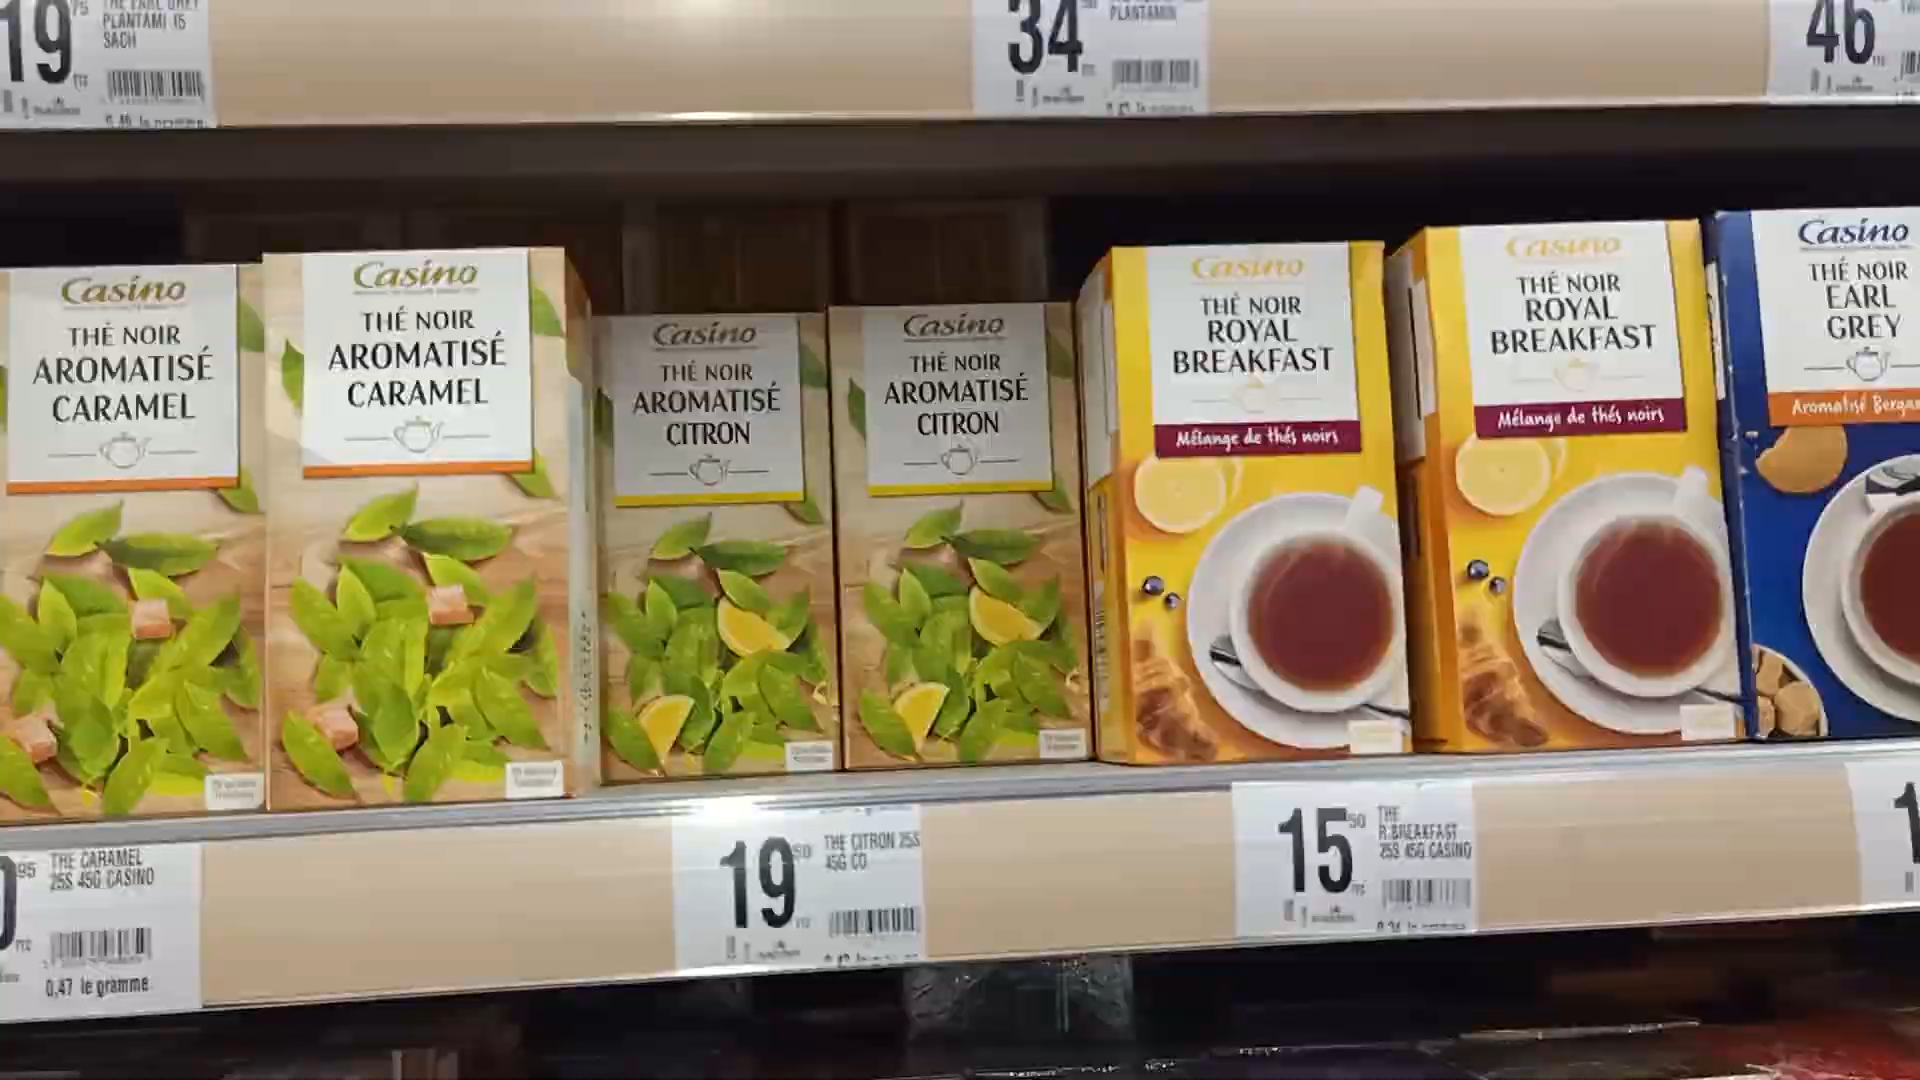 19 75
THE EARL GREY
PLANTAMI 15
SACH
34
PLANTAMIN
46
Casino
THÉ NOIR
AROMATISÉ
CARAMEL
Casino
THÉ NOIR
AROMATISÉ
CARAMEL
Casino
THÉ NOIR
AROMATISÉ
CITRON
Casino
THÉ NOIR
AROMATISÉ
CITRON
Casino
THÉ NOIR
ROYAL
BREAKFAST
Mélange de thés noirs
Casino
THÉ NOIR
ROYAL
BREAKFAST
Mélange de thés noirs
Casino
THÉ NOIR
EARL
GREY
Aromatisé
95
THE CARAMEL
25S 45G CASINO
0,47 le gramme
19 50
THE CITRON 25S
45G CO
15 50
THE
R.BREAKFAST
25S 45G CASINO